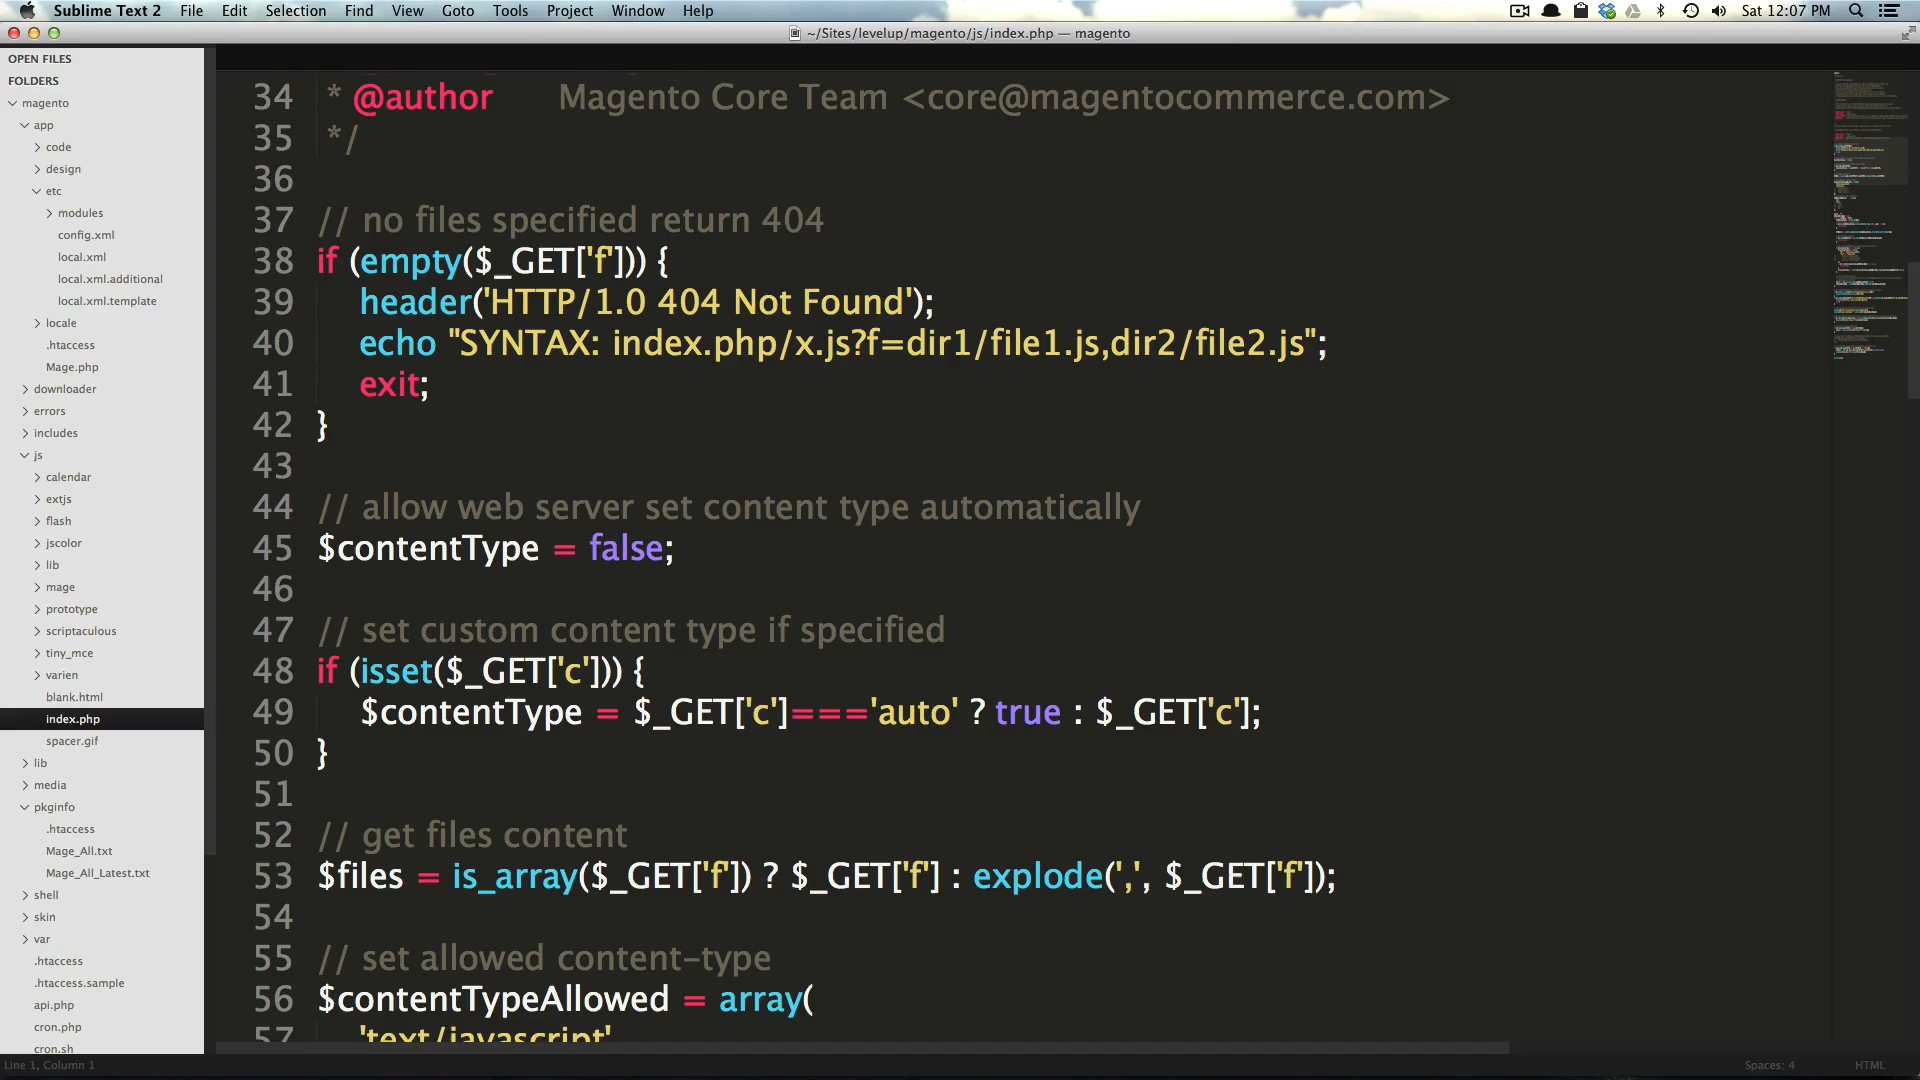 Sublime Text 2 File Edit Selection Find View Goto Tools Project Window Help Sat 12:07 PM
~/Sites/levelup/magento/js/index.php — magento
OPEN FILES
FOLDERS
magento
app
code
design
etc
modules
config.xml
local.xml
local.xml.additional
local.xml.template
locale
.htaccess
Mage.php
downloader
errors
includes
js
calendar
extjs
flash
jscolor
lib
mage
prototype
scriptaculous
tiny_mce
varien
blank.html
index.php
spacer.gif
lib
media
pkginfo
.htaccess
Mage_All.txt
Mage_All_Latest.txt
shell
skin
var
.htaccess
.htaccess.sample
api.php
cron.php
cron.sh
34 * @author Magento Core Team <core@magentocommerce.com>
35 */
36
37 // no files specified return 404
38 if (empty($_GET['f'])) {
39 header('HTTP/1.0 404 Not Found');
40 echo "SYNTAX: index.php/x.js?f=dir1/file1.js,dir2/file2.js";
41 exit;
42 }
43
44 // allow web server set content type automatically
45 $contentType = false;
46
47 // set custom content type if specified
48 if (isset($_GET['c'])) {
49 $contentType = $_GET['c']==='auto' ? true : $_GET['c'];
50 }
51
52 // get files content
53 $files = is_array($_GET['f']) ? $_GET['f'] : explode(',', $_GET['f']);
54
55 // set allowed content-type
56 $contentTypeAllowed = array(
57 'text/javascript'
Line 1, Column 1 Spaces: 4 HTML